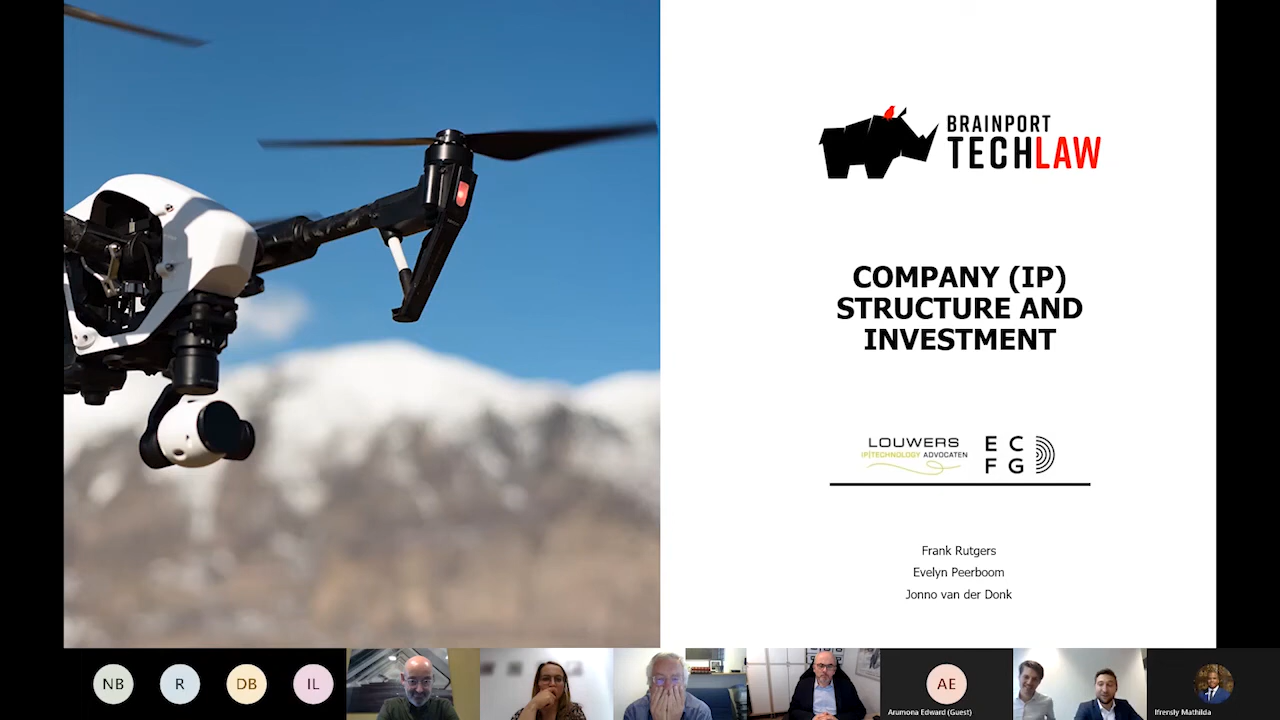 BRAINPORT
TECHLAW
COMPANY (IP)
STRUCTURE AND
INVESTMENT
LOUWERS
IP|TECHNOLOGY ADVOCATEN
E C
F G
Frank Rutgers
Evelyn Peerboom
Jonno van der Donk
NB
R
DB
IL
AE
Arumona Edward (Guest)
Ifrensly Mathilda